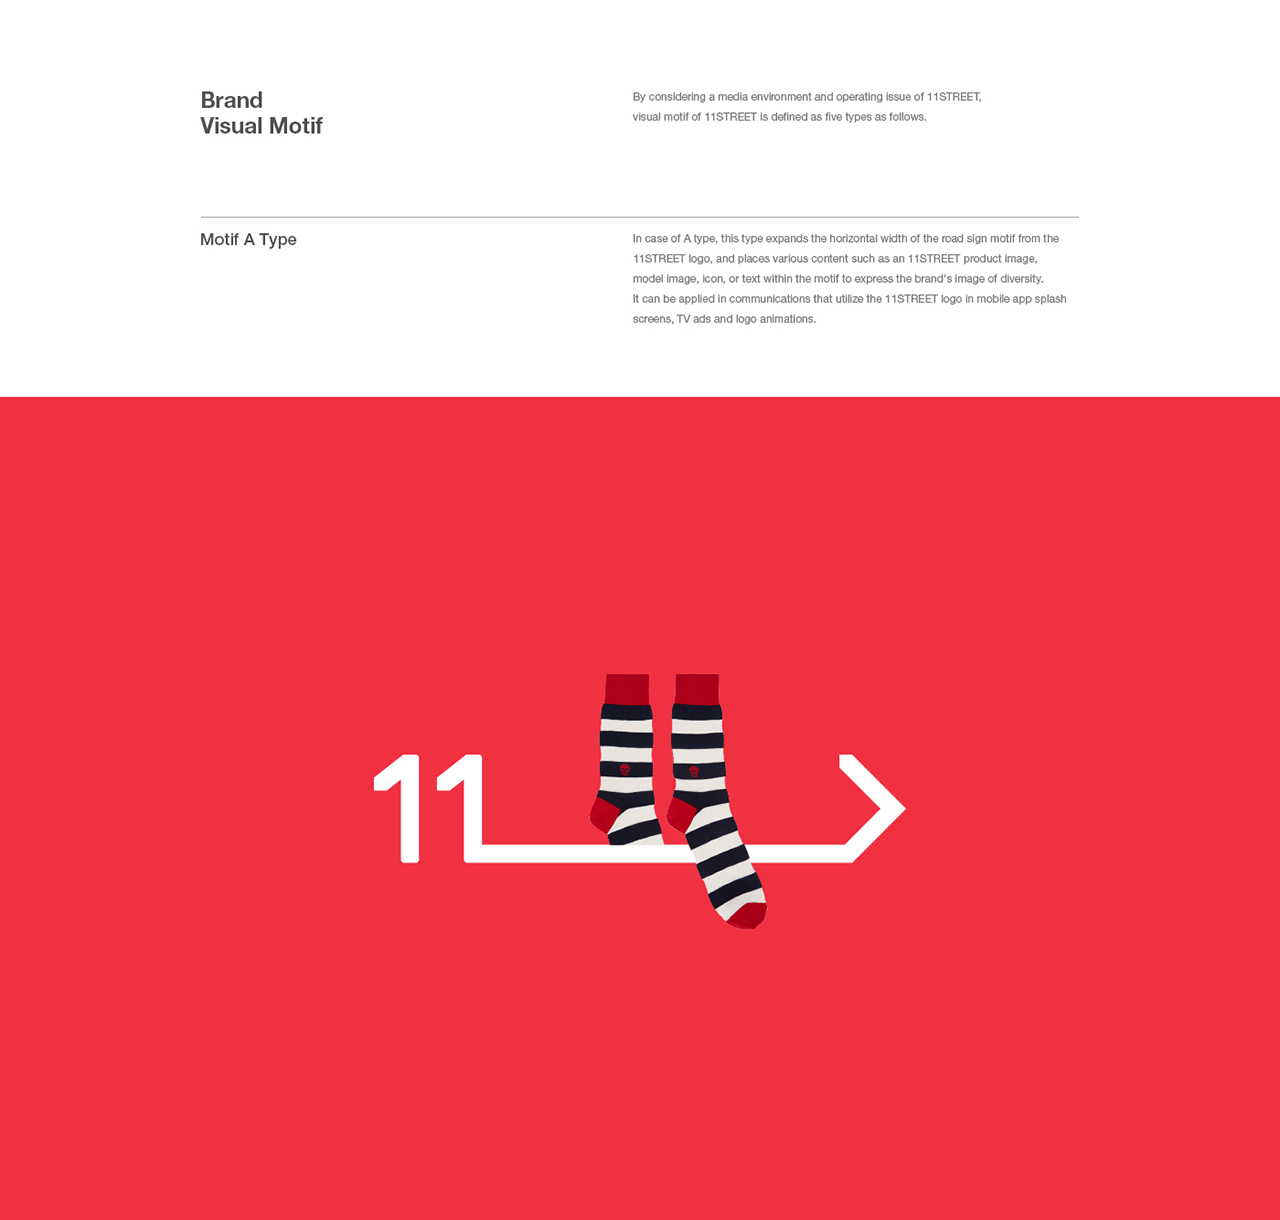 Brand
Visual Motif
By considering a media environment and operating issue of 11STREET,
visual motif of 11STREET is defined as five types as follows.
Motif A Type
In case of A type, this type expands the horizontal width of the road sign motif from the
11STREET logo, and places various content such as an 11STREET product image,
model image, icon, or text within the motif to express the brand's image of diversity.
It can be applied in communications that utilize the 11STREET logo in mobile app splash
screens, TV ads and logo animations.
11